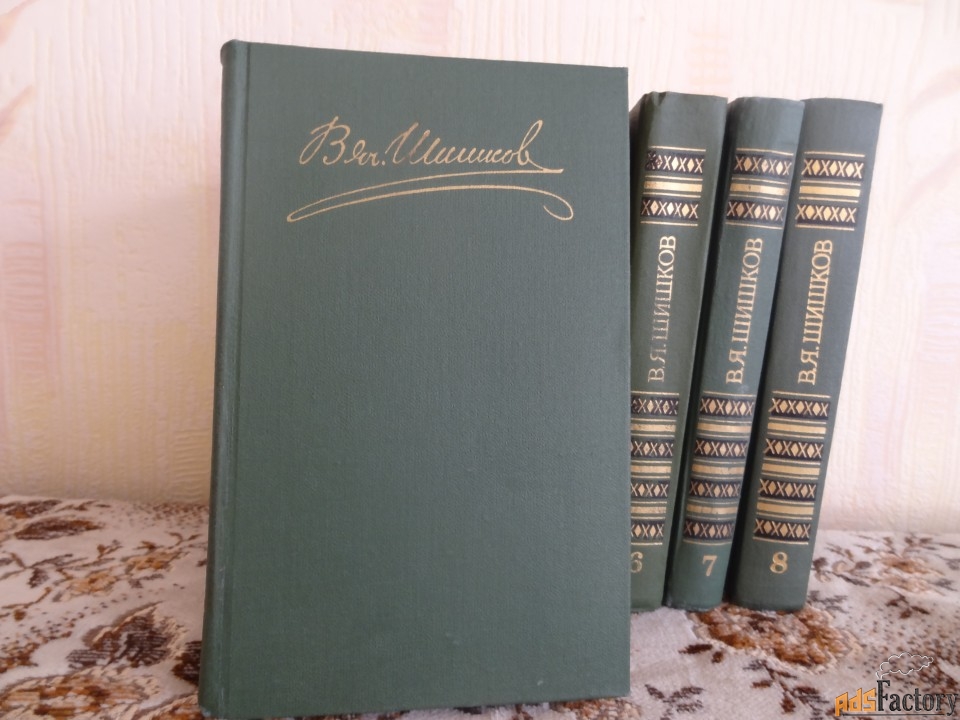 Вяч. Шишков
В.Я. ШИШКОВ
6
В.Я. ШИШКОВ
7
В.Я. ШИШКОВ
8
adsFactory